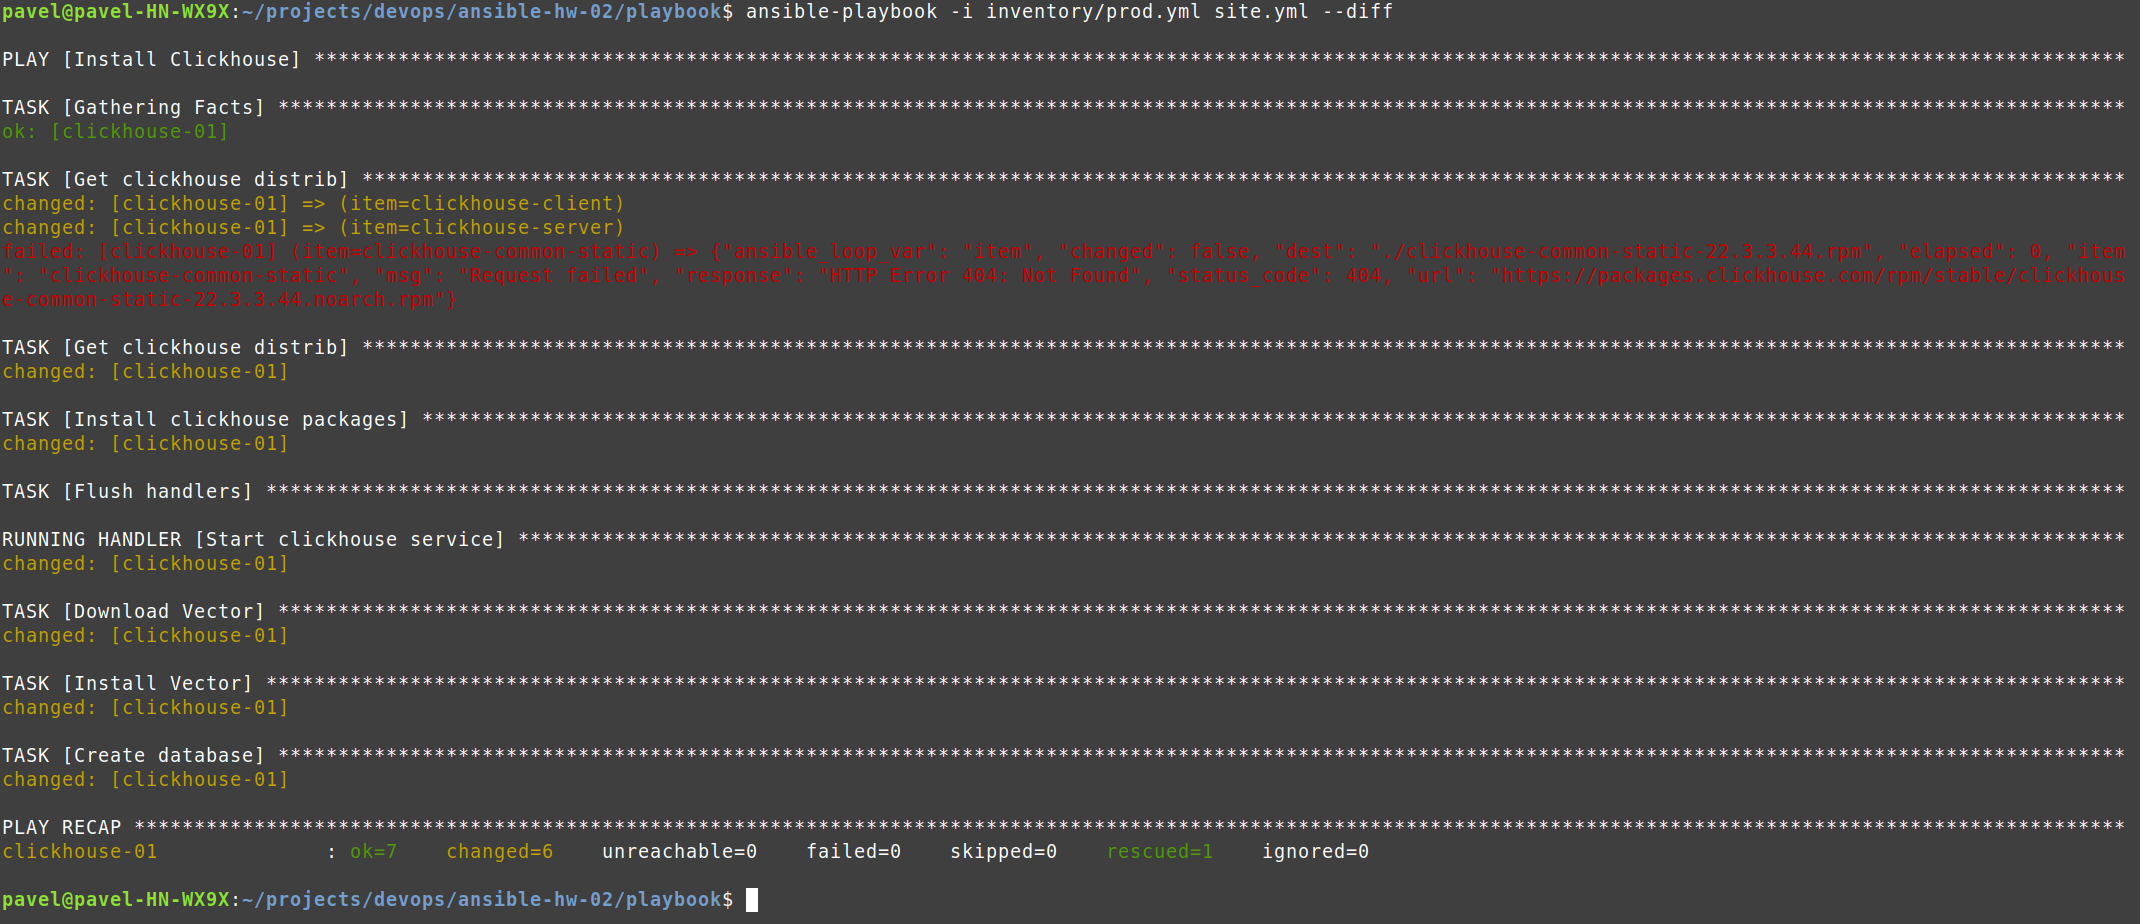 pavel@pavel-HN-WX9X:~/projects/devops/ansible-hw-02/playbook$ ansible-playbook -i inventory/prod.yml site.yml --diff
PLAY [Install Clickhouse] *******************************************************************************************************************************************************
TASK [Gathering Facts] **********************************************************************************************************************************************************
ok: [clickhouse-01]
TASK [Get clickhouse distrib] ***************************************************************************************************************************************************
changed: [clickhouse-01] => (item=clickhouse-client)
changed: [clickhouse-01] => (item=clickhouse-server)
failed: [clickhouse-01] (item=clickhouse-common-static) => {"ansible_loop_var": "item", "changed": false, "dest": "./clickhouse-common-static-22.3.3.44.rpm", "elapsed": 0, "item
": "clickhouse-common-static", "msg": "Request failed", "response": "HTTP Error 404: Not Found", "status_code": 404, "url": "https://packages.clickhouse.com/rpm/stable/clickhous
e-common-static-22.3.3.44.noarch.rpm"}
TASK [Get clickhouse distrib] ***************************************************************************************************************************************************
changed: [clickhouse-01]
TASK [Install clickhouse packages] **********************************************************************************************************************************************
changed: [clickhouse-01]
TASK [Flush handlers] ***********************************************************************************************************************************************************
RUNNING HANDLER [Start clickhouse service] **************************************************************************************************************************************
changed: [clickhouse-01]
TASK [Download Vector] **********************************************************************************************************************************************************
changed: [clickhouse-01]
TASK [Install Vector] ***********************************************************************************************************************************************************
changed: [clickhouse-01]
TASK [Create database] **********************************************************************************************************************************************************
changed: [clickhouse-01]
PLAY RECAP **********************************************************************************************************************************************************************
clickhouse-01              : ok=7    changed=6    unreachable=0    failed=0    skipped=0    rescued=1    ignored=0
pavel@pavel-HN-WX9X:~/projects/devops/ansible-hw-02/playbook$